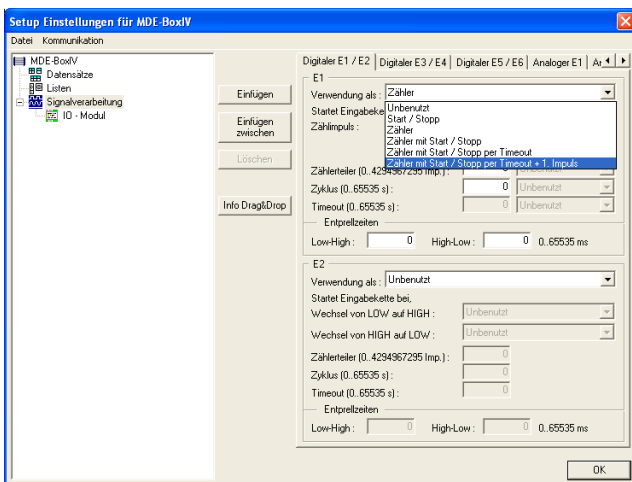 Setup Einstellungen für MDE-BoxIV
Datei Kommunikation
MDE-BoxIV
Datensätze
Listen
Signalverarbeitung
IO - Modul
Einfügen
Einfügen zwischen
Löschen
Info Drag&Drop
Digitaler E1 / E2 Digitaler E3 / E4 Digitaler E5 / E6 Analoger E1
E1
Verwendung als : Zähler
Startet Eingabeke
Zählimpuls :
Unbenutzt
Start / Stopp
Zähler
Zähler mit Start / Stopp
Zähler mit Start / Stopp per Timeout
Zähler mit Start / Stopp per Timeout + 1. Impuls
Zählerteiler (0..4294967295 Imp.) : 0 Unbenutzt
Zyklus (0..65535 s) : 0 Unbenutzt
Timeout (0..65535 s) : 0 Unbenutzt
Entprellzeiten
Low-High : 0 High-Low : 0 0..65535 ms
E2
Verwendung als : Unbenutzt
Startet Eingabekette bei,
Wechsel von LOW auf HIGH : Unbenutzt
Wechsel von HIGH auf LOW : Unbenutzt
Zählerteiler (0..4294967295 Imp.) : 0
Zyklus (0..65535 s) : 0
Timeout (0..65535 s) : 0
Entprellzeiten
Low-High : 0 High-Low : 0 0..65535 ms
OK